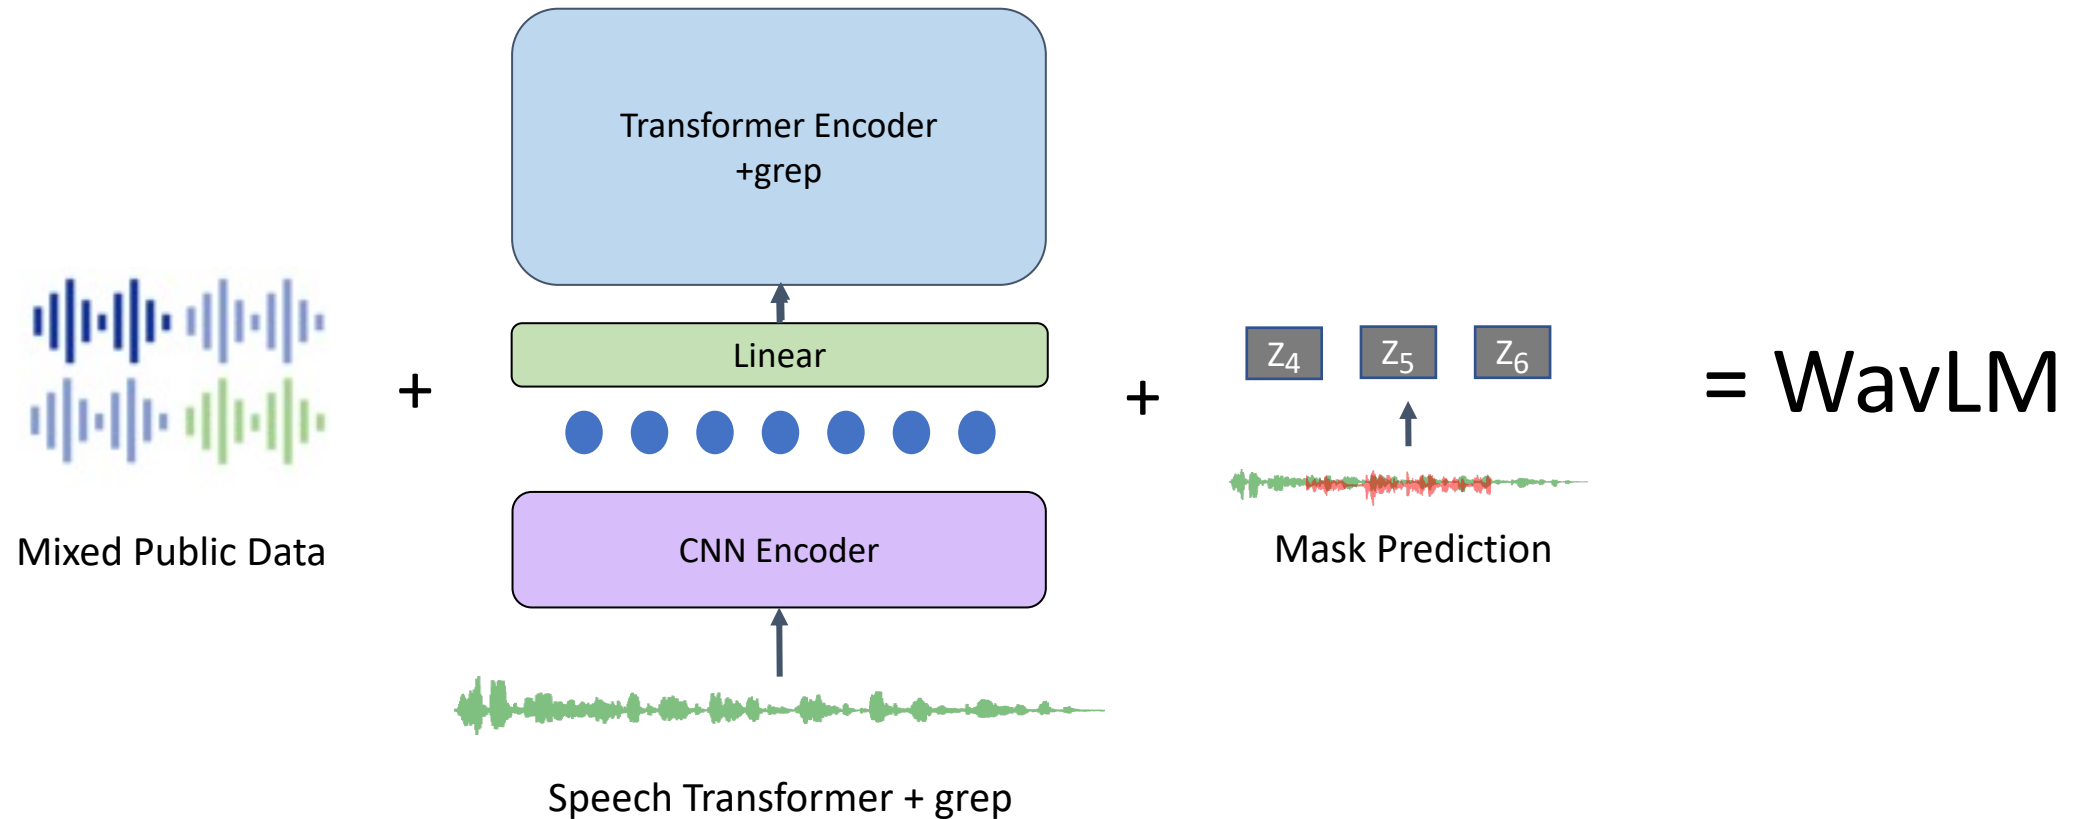 Mixed Public Data
+
Transformer Encoder
+grep
Linear
CNN Encoder
Speech Transformer + grep
+
Z4 Z5 Z6
Mask Prediction
= WavLM